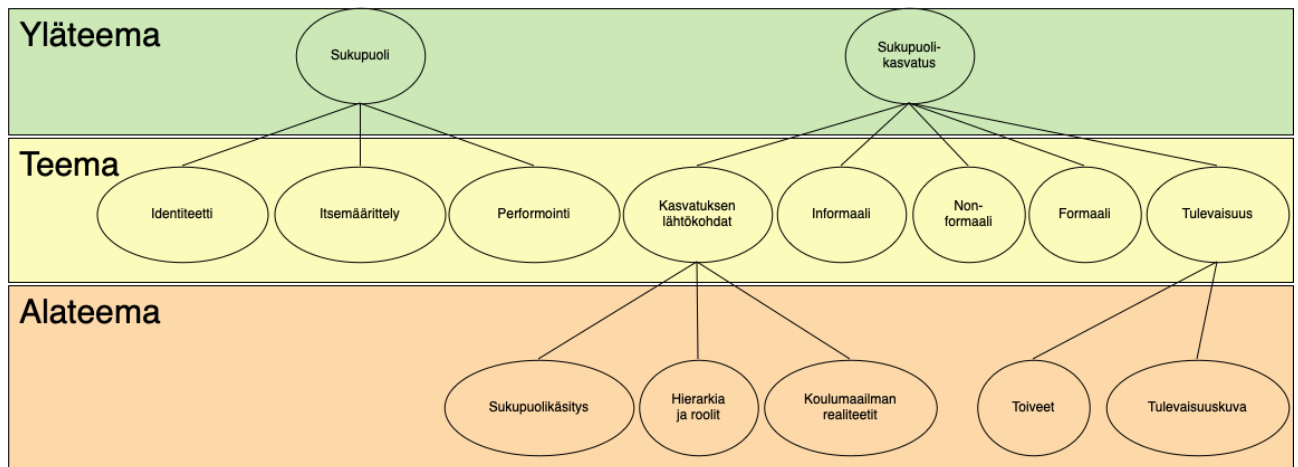 Yläteema
Sukupuoli
Sukupuoli-
kasvatus
Teema
Identiteetti
Itsemäärittely
Performointi
Kasvatuksen
lähtökohdat
Informaali
Non-
formaali
Formaali
Tulevaisuus
Alateema
Sukupuolikäsitys
Hierarkia
ja roolit
Koulumaailman
realiteetit
Toiveet
Tulevaisuuskuva